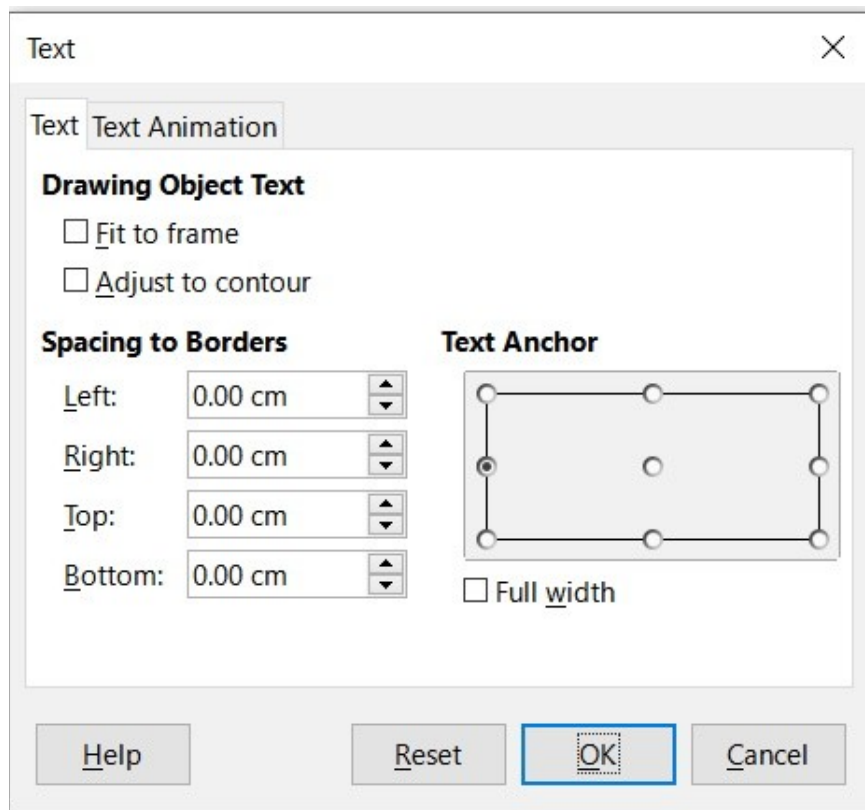 Text
Text Text Animation
Drawing Object Text
Fit to frame
Adjust to contour
Spacing to Borders
Left: 0.00 cm
Right: 0.00 cm
Top: 0.00 cm
Bottom: 0.00 cm
Text Anchor
Full width
Help Reset OK Cancel